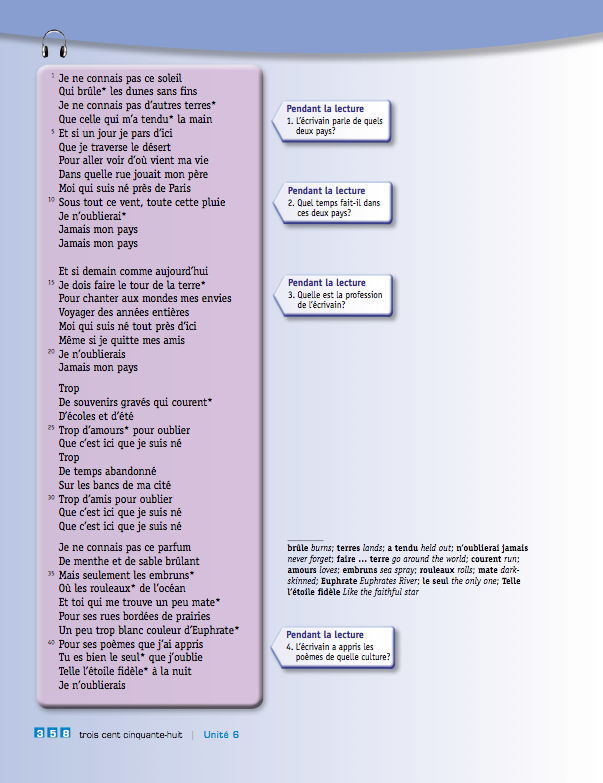 1 Je ne connais pas ce soleil
Qui brûle* les dunes sans fins
Je ne connais pas d'autres terres*
Que celle qui m'a tendu* la main
5 Et si un jour je pars d'ici
Que je traverse le désert
Pour aller voir d'où vient ma vie
Dans quelle rue jouait mon père
Moi qui suis né près de Paris
10 Sous tout ce vent, toute cette pluie
Je n'oublierai*
Jamais mon pays
Jamais mon pays
Et si demain comme aujourd'hui
15 Je dois faire le tour de la terre*
Pour chanter aux mondes mes envies
Voyager des années entières
Moi qui suis né tout près d'ici
Même si je quitte mes amis
20 Je n'oublierais
Jamais mon pays
Trop
De souvenirs gravés qui courent*
D'écoles et d'été
25 Trop d'amours* pour oublier
Que c'est ici que je suis né
Trop
De temps abandonné
Sur les bancs de ma cité
30 Trop d'amis pour oublier
Que c'est ici que je suis né
Que c'est ici que je suis né
Je ne connais pas ce parfum
De menthe et de sable brûlant
35 Mais seulement les embruns*
Où les rouleaux* de l'océan
Et toi qui me trouve un peu mate*
Pour ses rues bordées de prairies
Un peu trop blanc couleur d'Euphrate*
40 Pour ses poèmes que j'ai appris
Tu es bien le seul* que j'oublie
Telle l'étoile fidèle* à la nuit
Je n'oublierais
Pendant la lecture
1. L'écrivain parle de quels
deux pays?
Pendant la lecture
2. Quel temps fait-il dans
ces deux pays?
Pendant la lecture
3. Quelle est la profession
de l'écrivain?
brûle burns; terres lands; a tendu held out; n'oublierai jamais
never forget; faire ... terre go around the world; courent run;
amours loves; embruns sea spray; rouleaux rolls; mate dark-
skinned; Euphrate Euphrates River; le seul the only one; Telle
l'étoile fidèle Like the faithful star
Pendant la lecture
4. L'écrivain a appris les
poèmes de quelle culture?
358 trois cent cinquante-huit | Unité 6